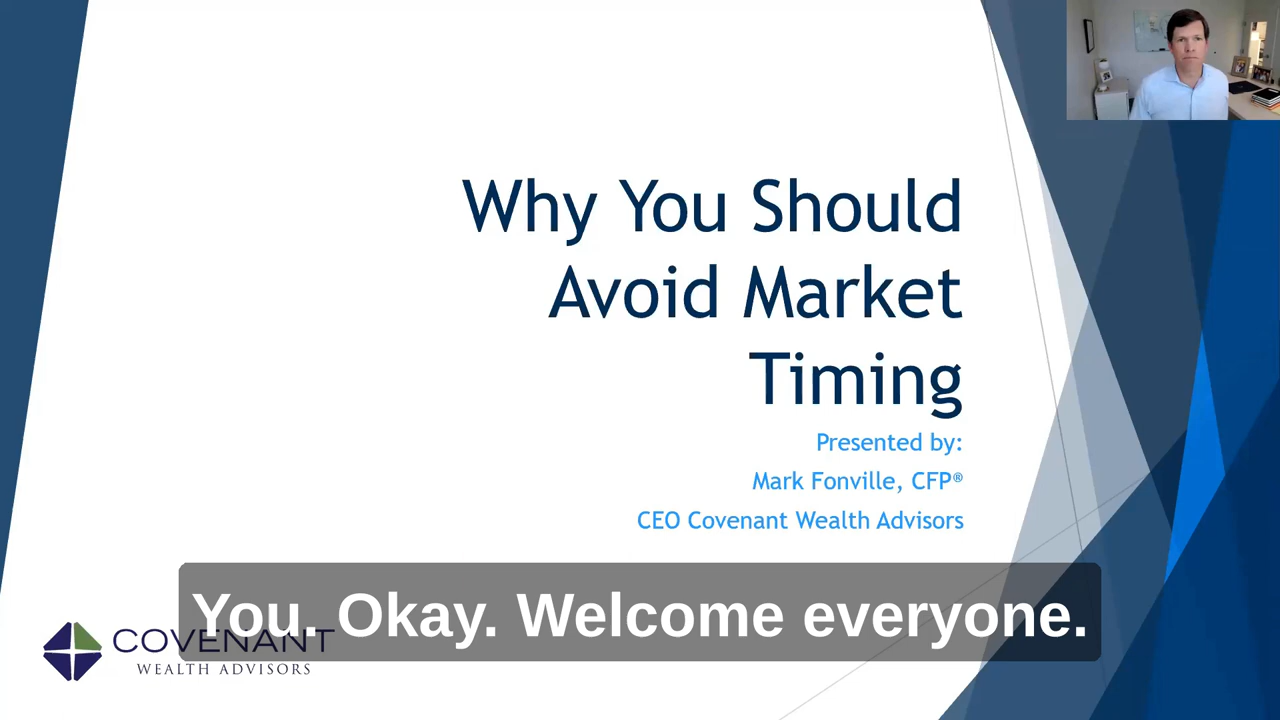 Why You Should
Avoid Market
Timing
Presented by:
Mark Fonville, CFP®
CEO Covenant Wealth Advisors
You. Okay. Welcome everyone.
COVENANT
WEALTH ADVISORS